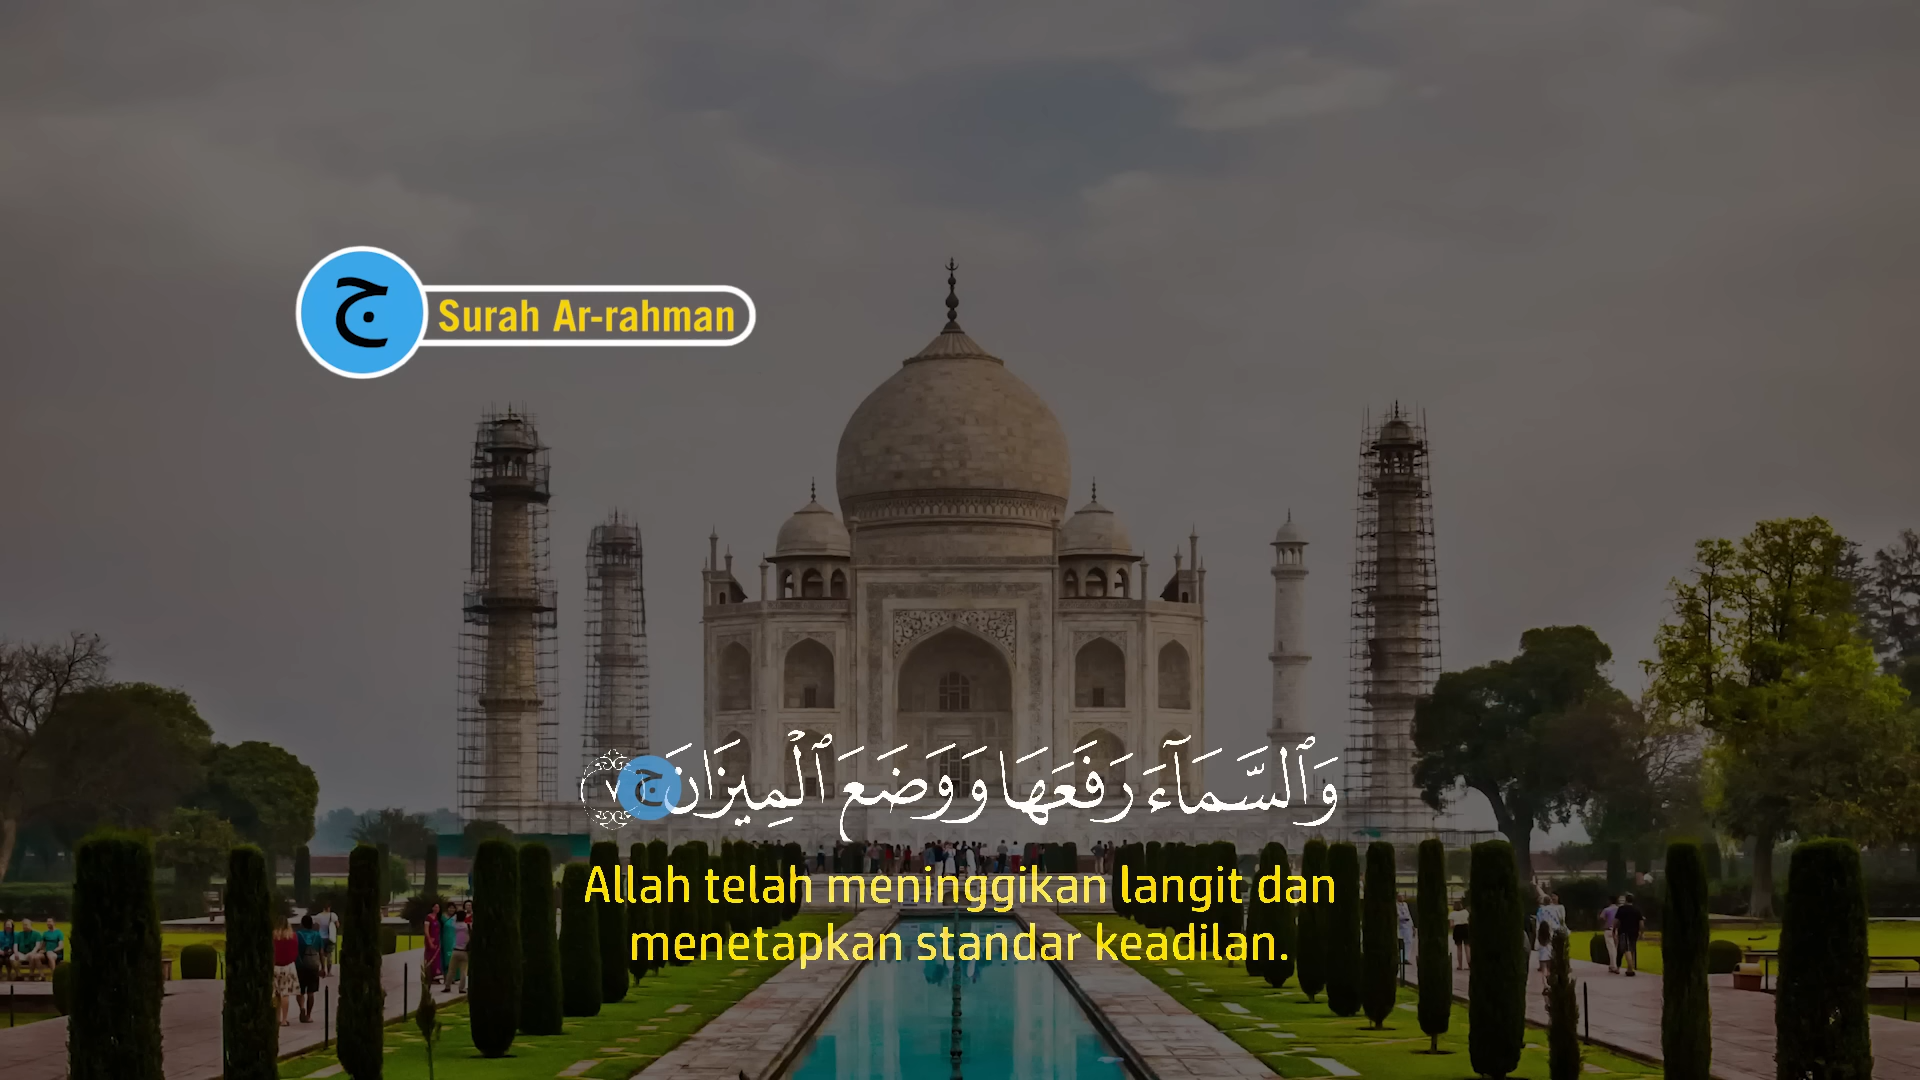 ج
Surah Ar-rahman
وَٱلسَّمَآءَ رَفَعَهَا وَوَضَعَ ٱلْمِيزَانَ ج ٧
Allah telah meninggikan langit dan
menetapkan standar keadilan.